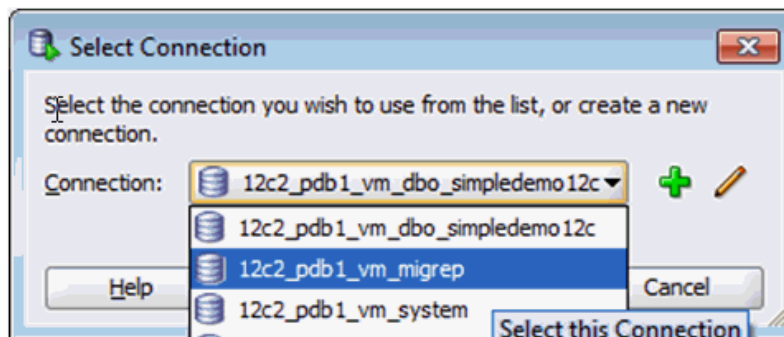 Select Connection
Select the connection you wish to use from the list, or create a new
connection.
Connection: 12c2_pdb1_vm_dbo_simpledemo12c
12c2_pdb1_vm_dbo_simpledemo12c
12c2_pdb1_vm_migrep
Help Cancel
12c2_pdb1_vm_system
Select this Connection